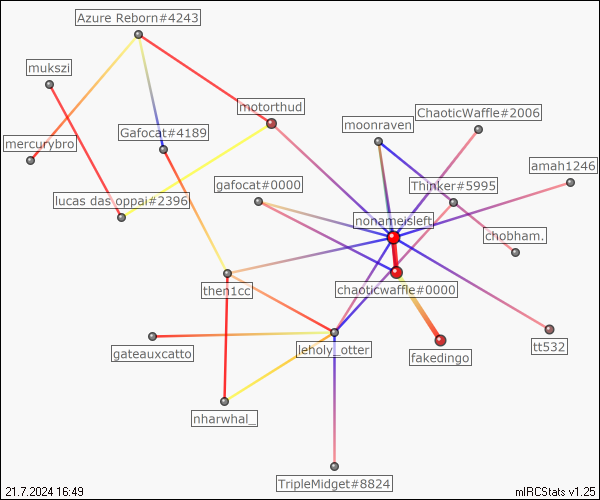 Azure Reborn#4243
mukszi
motorthud
ChaoticWaffle#2006
moonraven
Gafocat#4189
mercurybro
amah1246
gafocat#0000
Thinker#5995
lucas das oppai#2396
nonameisleft
chobham.
then1cc
chaoticwaffle#0000
tt532
leholy_otter
gateauxcatto
fakedingo
nharwhal_
TripleMidget#8824
21.7.2024 16:49
mIRCStats v1.25